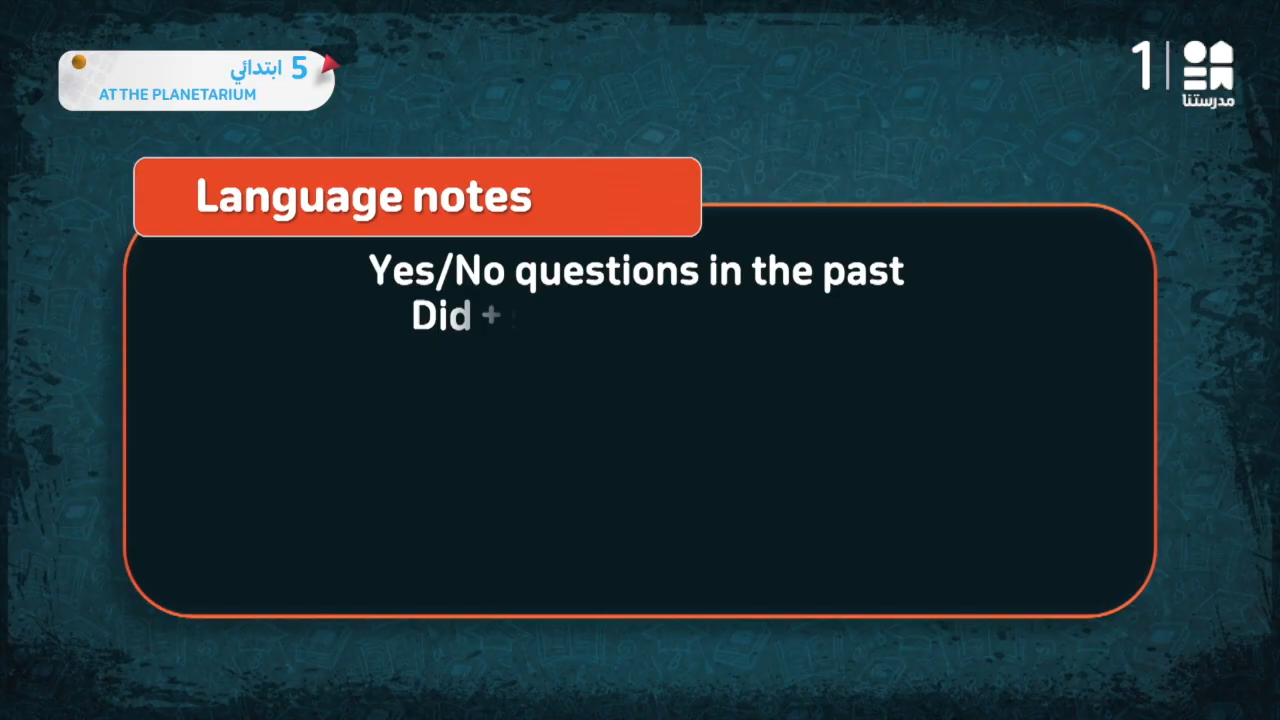 5 ابتدائي
AT THE PLANETARIUM
1
مدرستنا
Language notes
Yes/No questions in the past
Did +